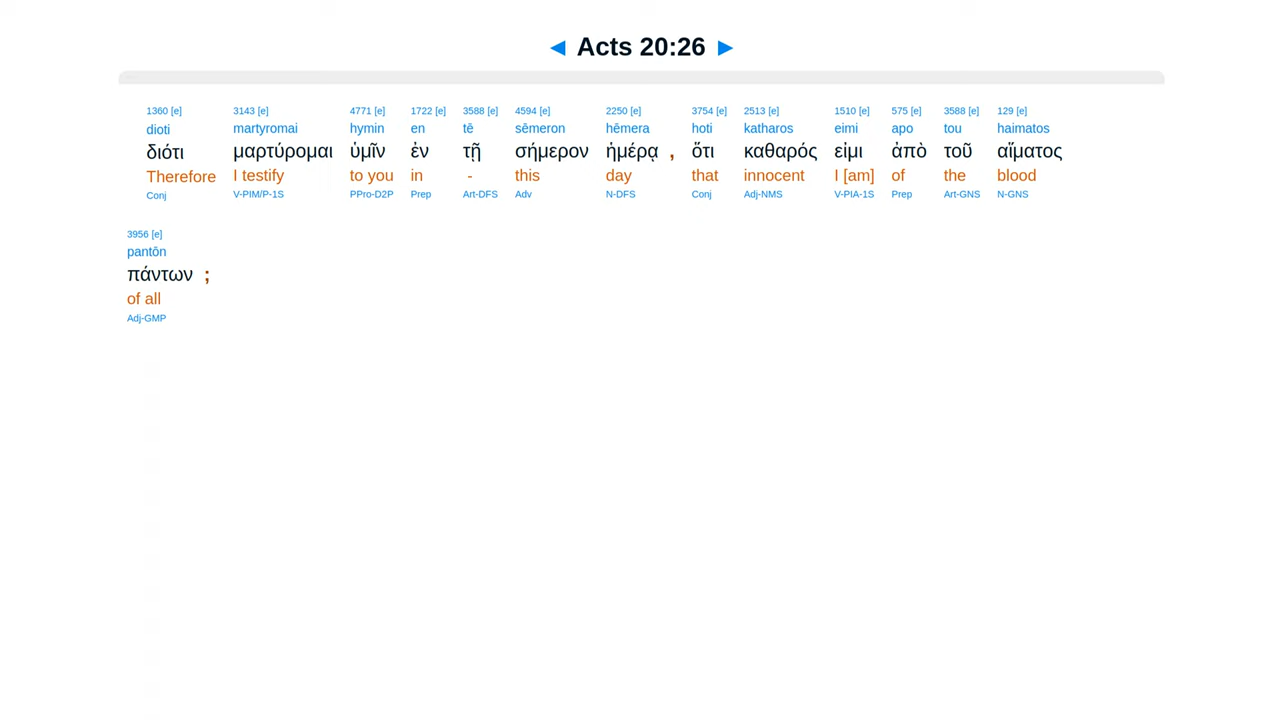 ◄ Acts 20:26 ►
1360 [e] 3143 [e] 4771 [e] 1722 [e] 3588 [e] 4594 [e] 2250 [e] 3754 [e] 2513 [e] 1510 [e] 575 [e] 3588 [e] 129 [e]
dioti martyromai hymin en tē sēmeron hēmera hoti katharos eimi apo tou haimatos
διότι μαρτύρομαι ὑμῖν ἐν τῇ σήμερον ἡμέρᾳ , ὅτι καθαρός εἰμι ἀπὸ τοῦ αἵματος
Therefore I testify to you in - this day that innocent I [am] of the blood
Conj V-PIM/P-1S PPro-D2P Prep Art-DFS Adv N-DFS Conj Adj-NMS V-PIA-1S Prep Art-GNS N-GNS
3956 [e]
pantōn
πάντων ;
of all
Adj-GMP